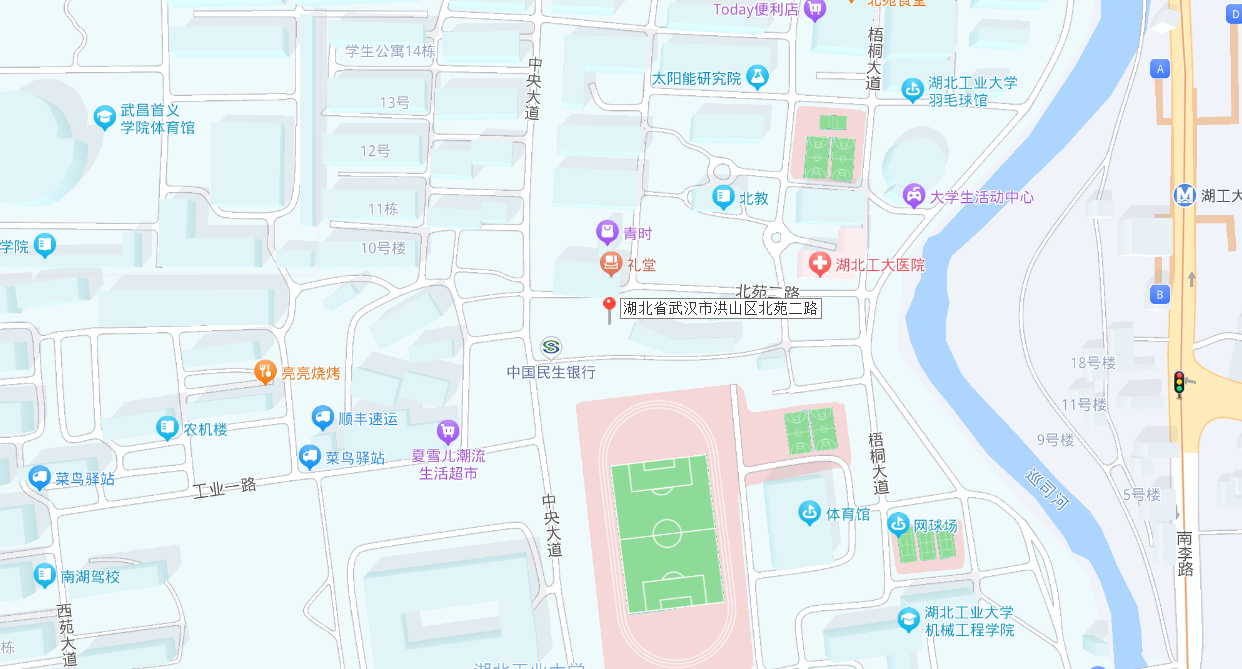 Today便利店
北苑食堂
D
学生公寓14栋
中央大道
梧桐大道
太阳能研究院
湖北工业大学
羽毛球馆
A
武昌首义
学院体育馆
13号
12号
11栋
北教
大学生活动中心
湖工大
学院
10号楼
青时
礼堂
湖北工大医院
北苑二路
湖北省武汉市洪山区北苑二路
B
中国民生银行
亮亮烧烤
18号楼
11号楼
顺丰速运
农机楼
夏雪儿潮流
生活超市
菜鸟驿站
菜鸟驿站
9号楼
梧桐大道
巡司河
5号楼
工业一路
中央大道
体育馆
网球场
南李路
南湖驾校
西苑大道
栋
湖北工业大学
机械工程学院
湖北工业大学